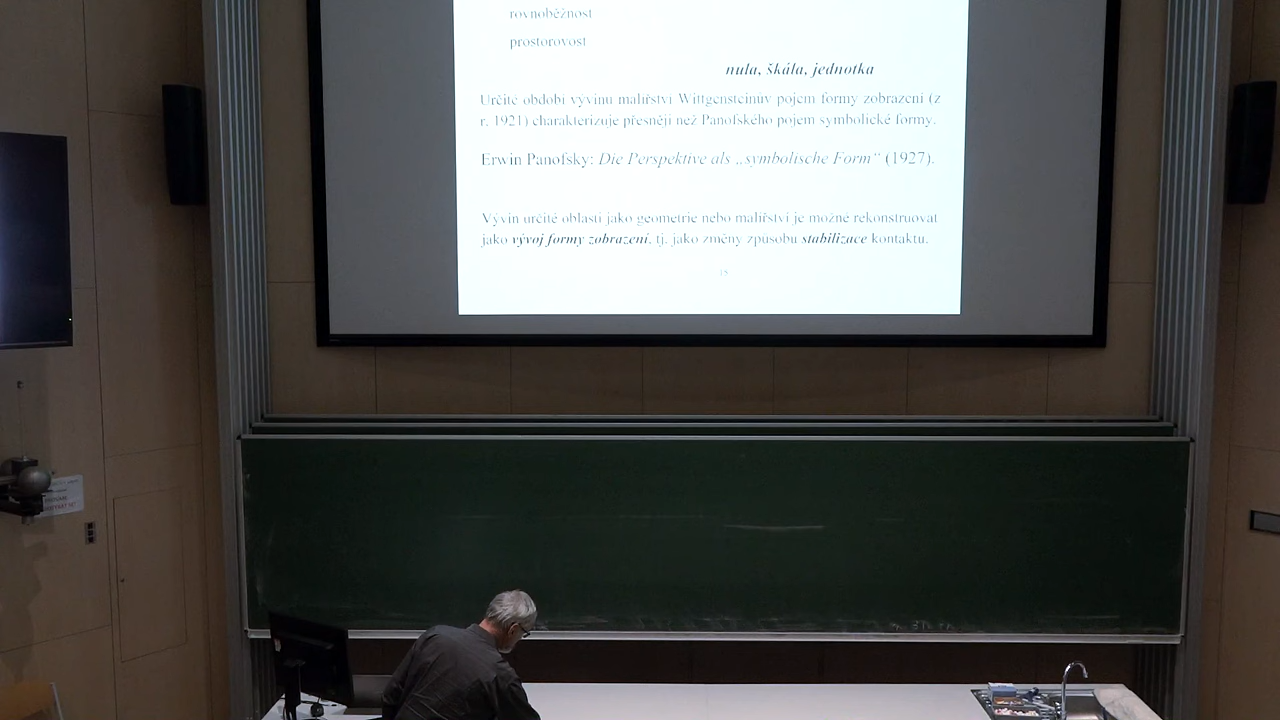 rovnoběžnost
prostorovost
nula, škála, jednotka
Určité období vývinu malířství Wittgensteinův pojem formy zobrazení (z
r. 1921) charakterizuje přesněji než Panofského pojem symbolické formy.
Erwin Panofsky: Die Perspektive als „symbolische Form“ (1927).
Vývin určité oblasti jako geometrie nebo malířství je možné rekonstruovat
jako vývoj formy zobrazení, tj. jako změny způsobu stabilizace kontaktu.
15